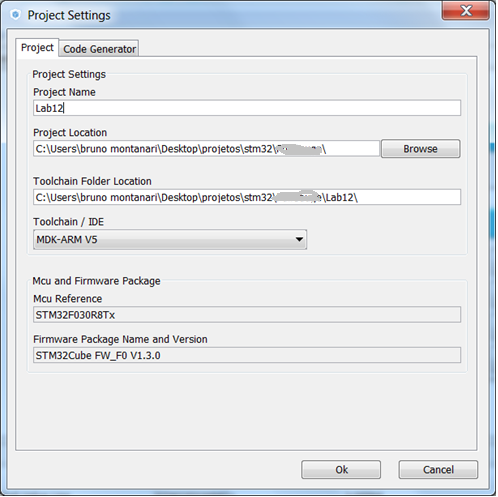 Project Settings
Project Code Generator
Project Settings
Project Name
Lab12
Project Location
C:\Users\bruno montanari\Desktop\projetos\stm32\ \ Browse
Toolchain Folder Location
C:\Users\bruno montanari\Desktop\projetos\stm32\ \Lab12\
Toolchain / IDE
MDK-ARM V5
Mcu and Firmware Package
Mcu Reference
STM32F030R8Tx
Firmware Package Name and Version
STM32Cube FW_F0 V1.3.0
Ok Cancel